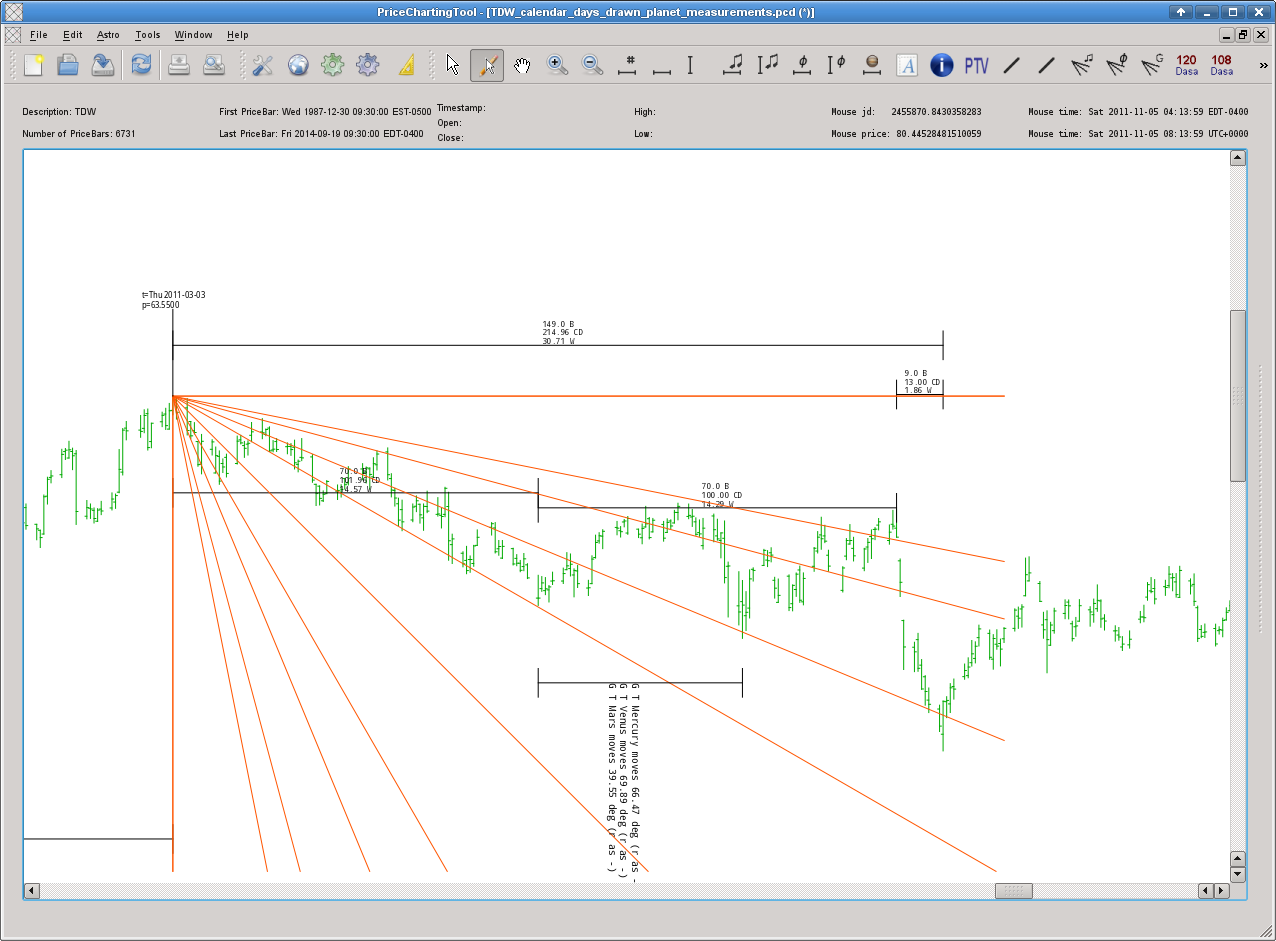 PriceChartingTool - [TDW_calendar_days_drawn_planet_measurements.pcd (*)]
File Edit Astro Tools Window Help
# A i PTV G 120 Dasa 108 Dasa »
Description: TDW
Number of PriceBars: 6731
First PriceBar: Wed 1987-12-30 09:30:00 EST-0500
Last PriceBar: Fri 2014-09-19 09:30:00 EDT-0400
Timestamp:
Open:
Close:
High:
Low:
Mouse jd: 2455870.8430358283
Mouse price: 80.44528481510059
Mouse time: Sat 2011-11-05 04:13:59 EDT-0400
Mouse time: Sat 2011-11-05 08:13:59 UTC+0000
t=Thu 2011-03-03
p=63.5500
149.0 B
214.96 CD
30.71 W
9.0 B
13.00 CD
1.86 W
70.0 B
101.96 CD
14.57 W
70.0 B
100.00 CD
14.29 W
G T Mercury moves 66.47 deg (r as -
G T Venus moves 69.89 deg (r as -)
G T Mars moves 39.55 deg (r as -)